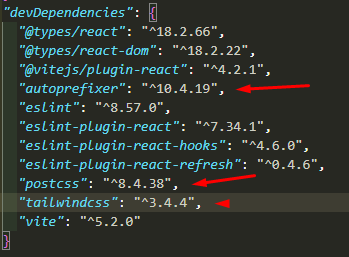 "devDependencies": {
"@types/react": "^18.2.66",
"@types/react-dom": "^18.2.22",
"@vitejs/plugin-react": "^4.2.1",
"autoprefixer": "^10.4.19",
"eslint": "^8.57.0",
"eslint-plugin-react": "^7.34.1",
"eslint-plugin-react-hooks": "^4.6.0",
"eslint-plugin-react-refresh": "^0.4.6",
"postcss": "^8.4.38",
"tailwindcss": "^3.4.4",
"vite": "^5.2.0"
}